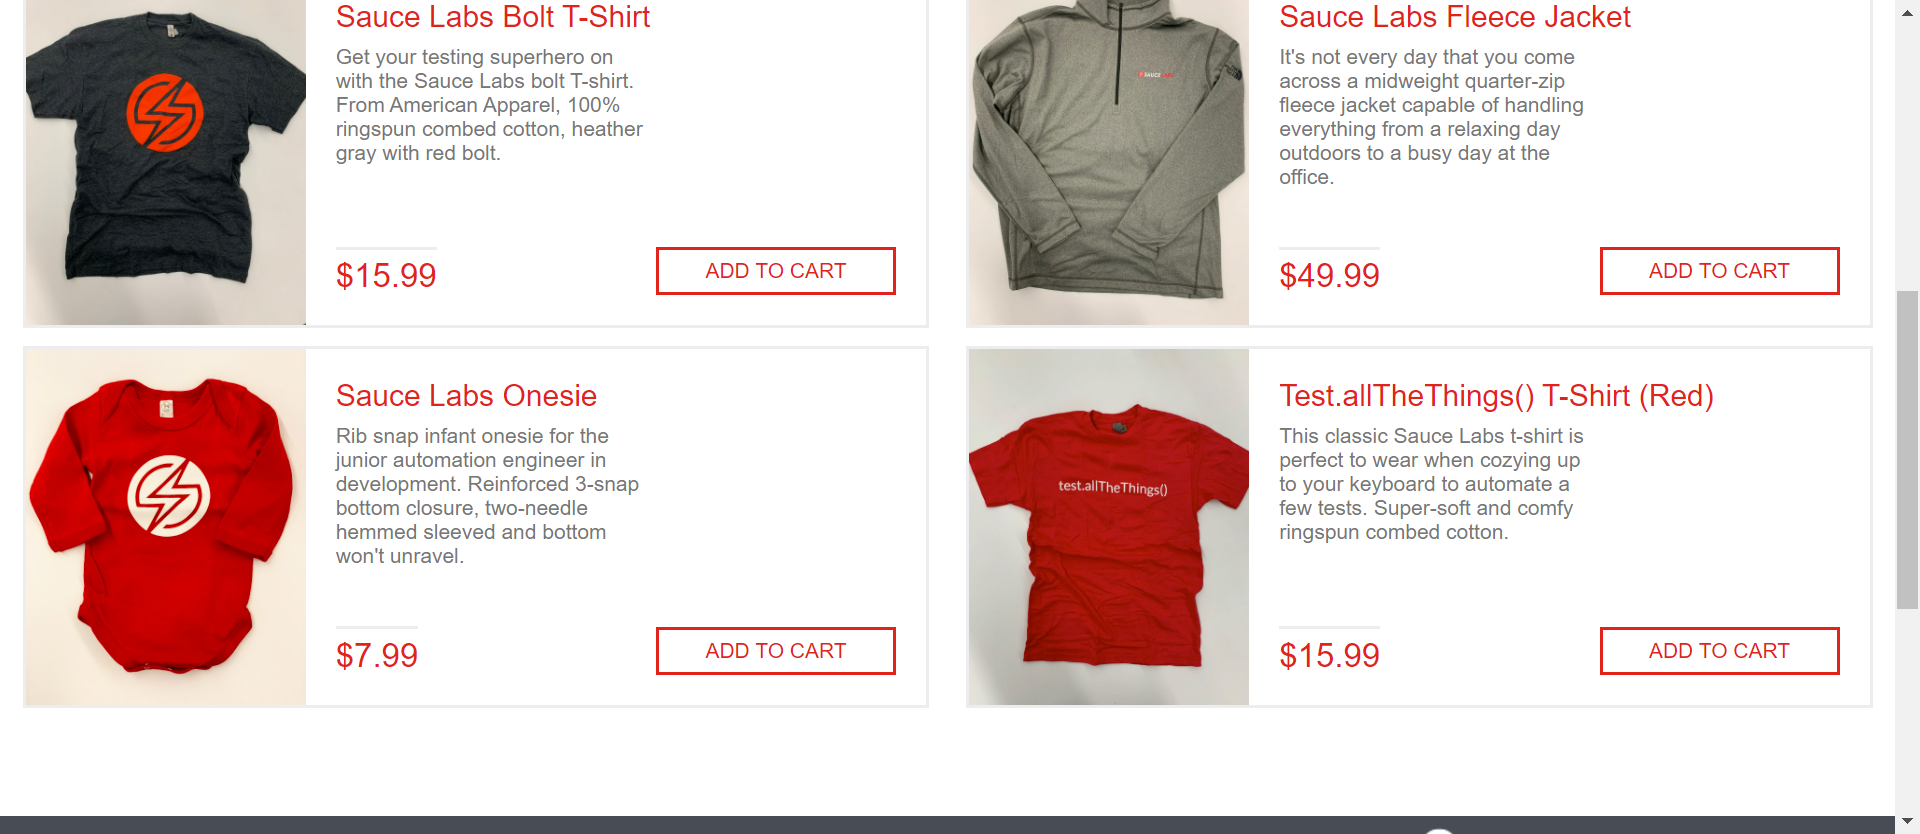 Sauce Labs Bolt T-Shirt
Get your testing superhero on
with the Sauce Labs bolt T-shirt.
From American Apparel, 100%
ringspun combed cotton, heather
gray with red bolt.
$15.99
ADD TO CART
Sauce Labs Fleece Jacket
It's not every day that you come
across a midweight quarter-zip
fleece jacket capable of handling
everything from a relaxing day
outdoors to a busy day at the
office.
SAUCE LABS
$49.99
ADD TO CART
Sauce Labs Onesie
Rib snap infant onesie for the
junior automation engineer in
development. Reinforced 3-snap
bottom closure, two-needle
hemmed sleeved and bottom
won't unravel.
$7.99
ADD TO CART
Test.allTheThings() T-Shirt (Red)
This classic Sauce Labs t-shirt is
perfect to wear when cozying up
to your keyboard to automate a
few tests. Super-soft and comfy
ringspun combed cotton.
test.allTheThings()
$15.99
ADD TO CART